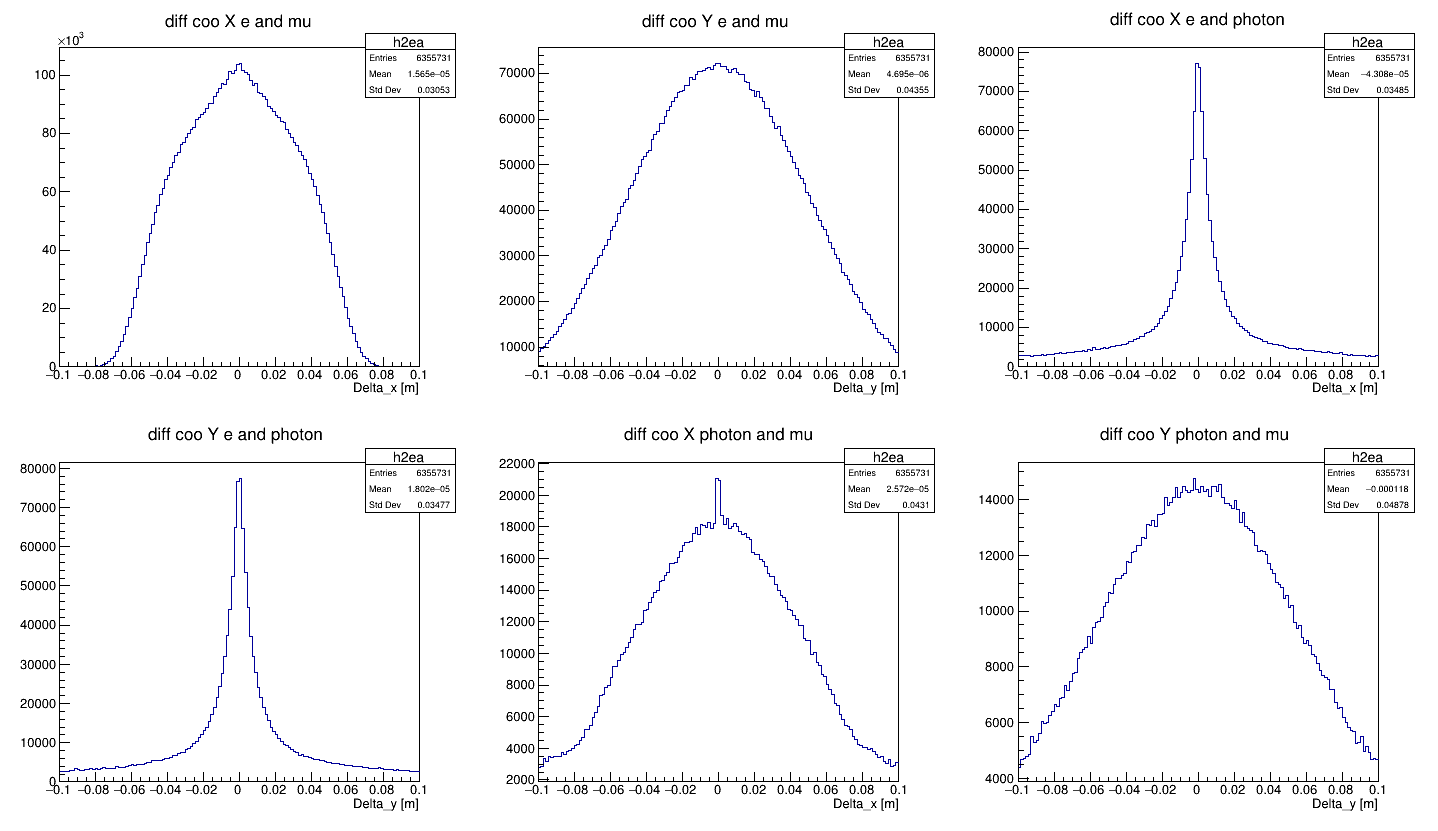 diff coo X e and mu
h2ea
Entries 6355731
Mean 1.565e−05
Std Dev 0.03053
×10³
100
80
60
40
20
0
−0.1 −0.08 −0.06 −0.04 −0.02 0 0.02 0.04 0.06 0.08 0.1
Delta_x [m]
diff coo Y e and mu
h2ea
Entries 6355731
Mean 4.695e−06
Std Dev 0.04355
70000
60000
50000
40000
30000
20000
10000
−0.1 −0.08 −0.06 −0.04 −0.02 0 0.02 0.04 0.06 0.08 0.1
Delta_y [m]
diff coo X e and photon
h2ea
Entries 6355731
Mean −4.308e−05
Std Dev 0.03485
80000
70000
60000
50000
40000
30000
20000
10000
0
−0.1 −0.08 −0.06 −0.04 −0.02 0 0.02 0.04 0.06 0.08 0.1
Delta_x [m]
diff coo Y e and photon
h2ea
Entries 6355731
Mean 1.802e−05
Std Dev 0.03477
80000
70000
60000
50000
40000
30000
20000
10000
0
−0.1 −0.08 −0.06 −0.04 −0.02 0 0.02 0.04 0.06 0.08 0.1
Delta_y [m]
diff coo X photon and mu
h2ea
Entries 6355731
Mean 2.572e−05
Std Dev 0.0431
22000
20000
18000
16000
14000
12000
10000
8000
6000
4000
2000
−0.1 −0.08 −0.06 −0.04 −0.02 0 0.02 0.04 0.06 0.08 0.1
Delta_x [m]
diff coo Y photon and mu
h2ea
Entries 6355731
Mean −0.000118
Std Dev 0.04878
14000
12000
10000
8000
6000
4000
−0.1 −0.08 −0.06 −0.04 −0.02 0 0.02 0.04 0.06 0.08 0.1
Delta_y [m]